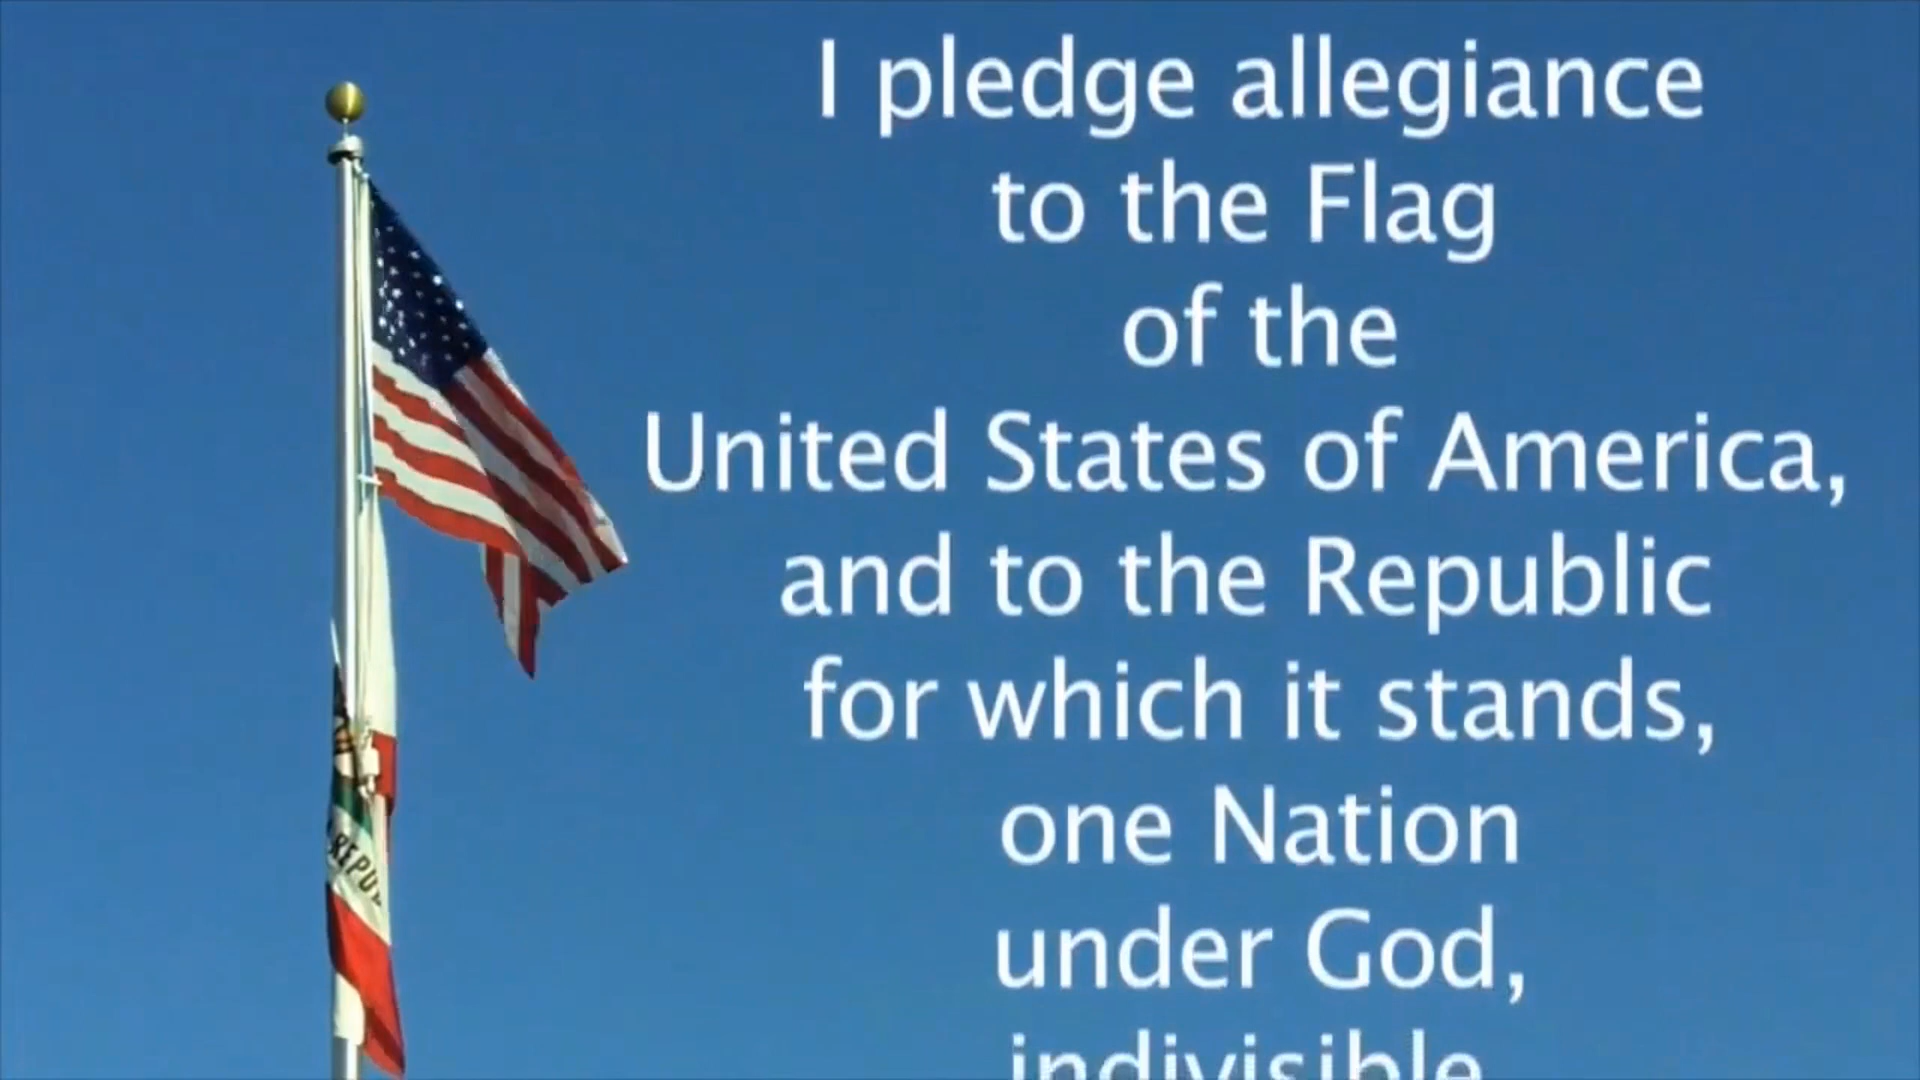 I pledge allegiance
to the Flag
of the
United States of America,
and to the Republic
for which it stands,
one Nation
under God,
indivisible